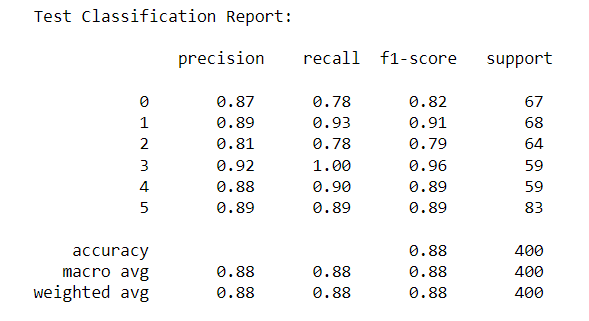 Test Classification Report:
precision recall f1-score support
0 0.87 0.78 0.82 67
1 0.89 0.93 0.91 68
2 0.81 0.78 0.79 64
3 0.92 1.00 0.96 59
4 0.88 0.90 0.89 59
5 0.89 0.89 0.89 83
accuracy 0.88 400
macro avg 0.88 0.88 0.88 400
weighted avg 0.88 0.88 0.88 400